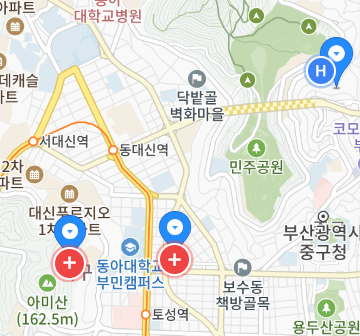 아파트
동아
대학교병원
데캐슬
파트
닥밭골
벽화마을
H
코모
서대신역
동대신역
민주공원
2차
파트
대신푸르지오
1차아파트
부산광역시
중구청
구
동아대학교
부민캠퍼스
보수동
책방골목
아미산
(162.5m)
토성역
용두산공원